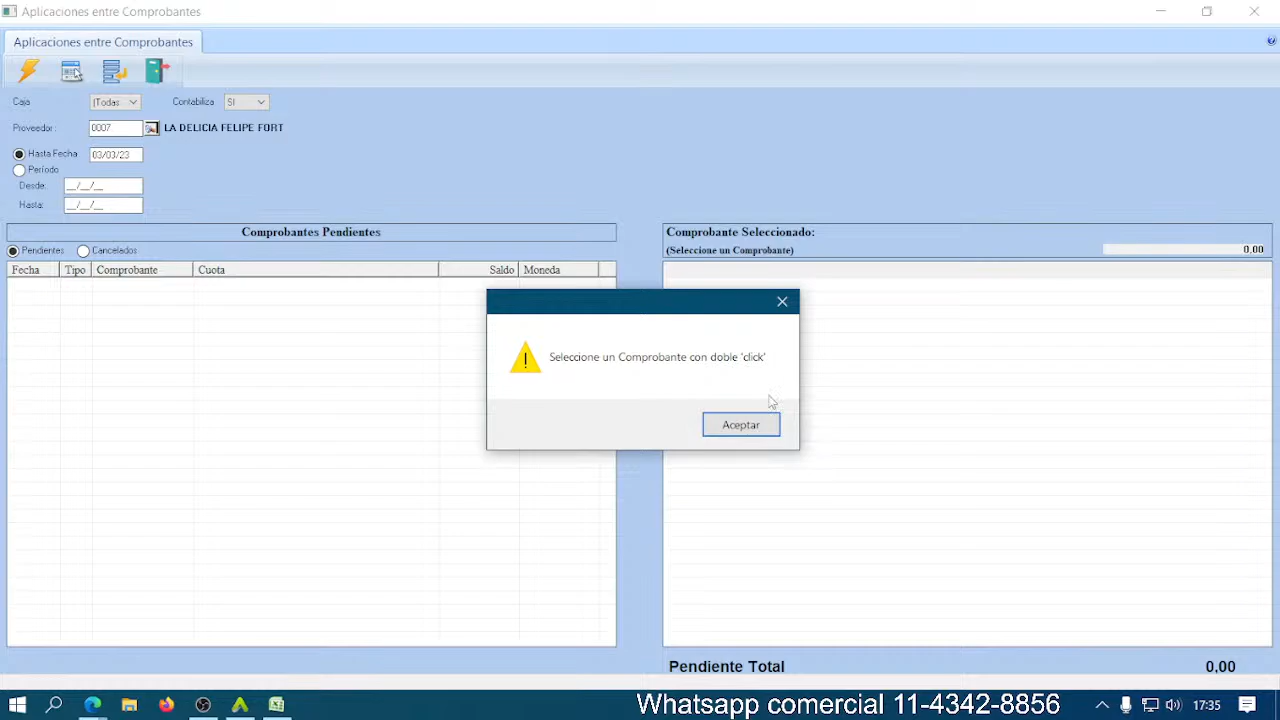 Aplicaciones entre Comprobantes
Aplicaciones entre Comprobantes
Caja (Todas Contabiliza SI
Proveedor: 0007 LA DELICIA FELIPE FORT
Hasta Fecha 03/03/23
Período
Desde: __/__/__
Hasta: __/__/__
Comprobantes Pendientes
Pendientes Cancelados
Fecha Tipo Comprobante Cuota Saldo Moneda
Comprobante Seleccionado:
(Seleccione un Comprobante) 0,00
Seleccione un Comprobante con doble 'click'
Aceptar
Pendiente Total 0,00
Whatsapp comercial 11-4342-8856
17:35